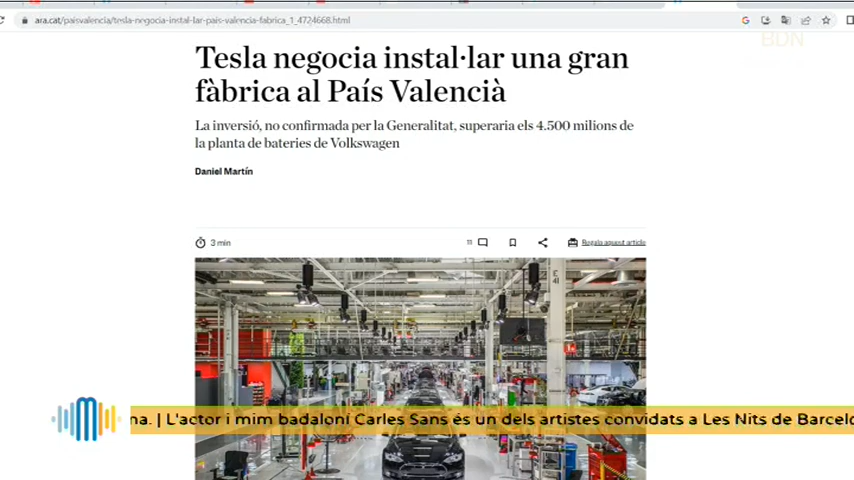 ara.cat/paisvalencia/tesla-negocia-instal-lar-pais-valencia-fabrica_1_4724668.html
BDN
Tesla negocia instal·lar una gran
fàbrica al País Valencià
La inversió, no confirmada per la Generalitat, superaria els 4.500 milions de
la planta de bateries de Volkswagen
Daniel Martín
3 min
11
Regala aquest article
E
41
na. | L'actor i mim badaloní Carles Sans és un dels artistes convidats a Les Nits de Barcelo